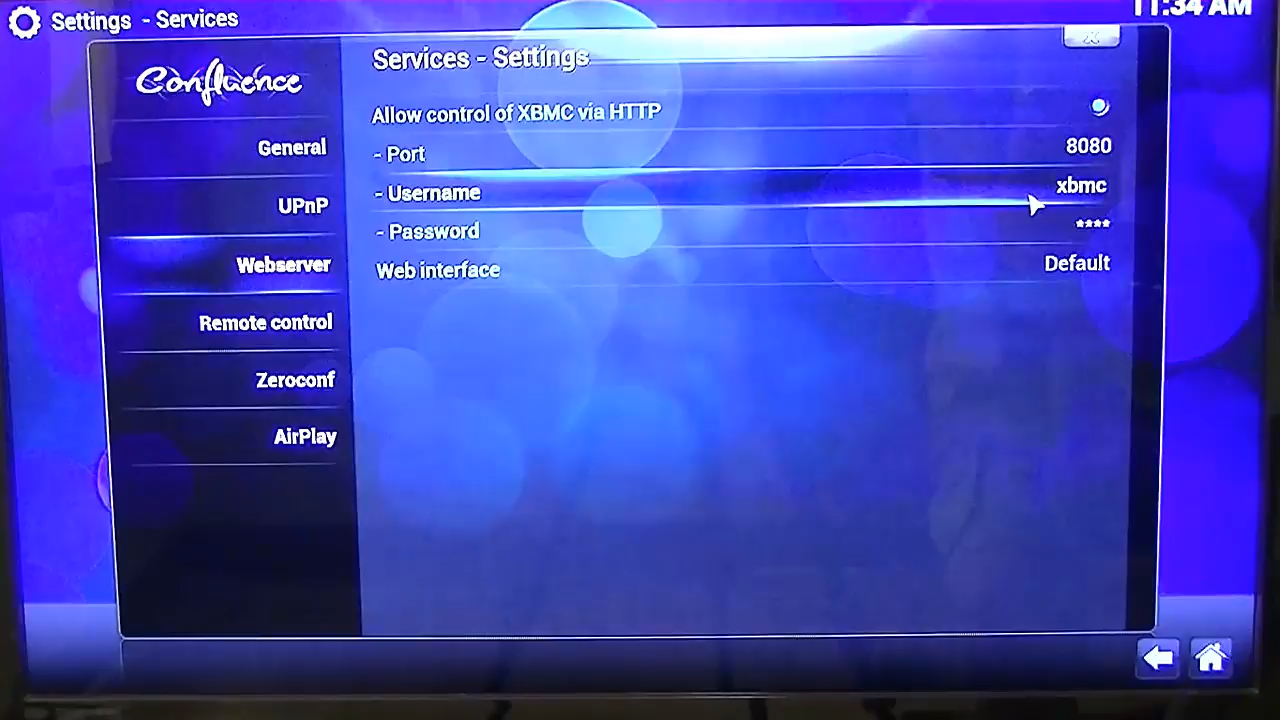 Settings - Services
11:34 AM
Confluence
General
UPnP
Webserver
Remote control
Zeroconf
AirPlay
Services - Settings
Allow control of XBMC via HTTP
- Port 8080
- Username xbmc
- Password ****
Web interface Default